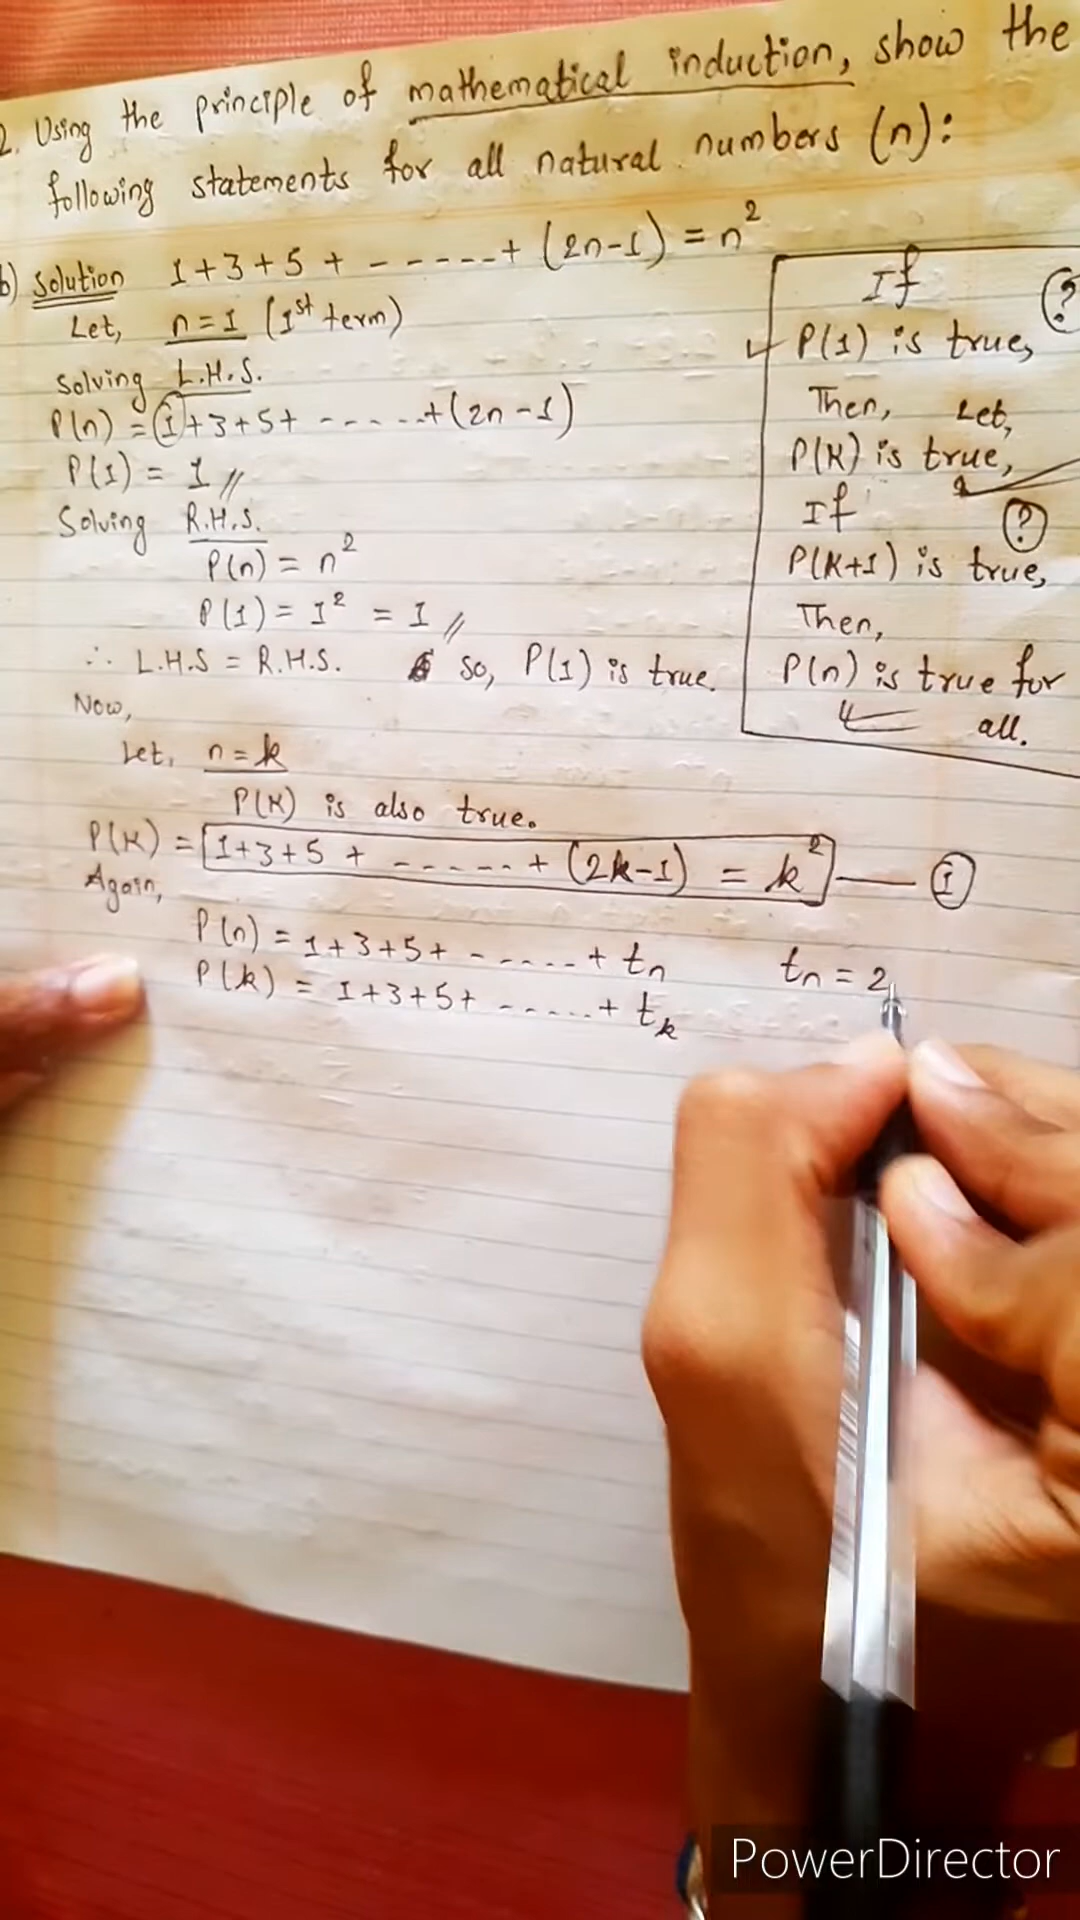 2. Using the principle of mathematical induction, show the
following statements for all natural numbers (n):
b) Solution 1+3+5+ ------+ (2n-1) = n²
Let, n=1 (1st term)
Solving L.H.S.
P(n) = 1+3+5+ ------+(2n-1)
P(1) = 1 //
Solving R.H.S.
P(n) = n²
P(1) = 1² = 1 //
∴ L.H.S = R.H.S. So, P(1) is true.
Now,
Let, n=k
P(K) is also true.
P(K) = 1+3+5+ ------+ (2k-1) = k² —— ①
Again,
P(n) = 1+3+5+ ------+ tn
P(k) = 1+3+5+ ------+ tk
tn = 2
If ?
P(1) is true,
Then, Let,
P(K) is true,
If ?
P(K+1) is true,
Then,
P(n) is true for
all.
PowerDirector